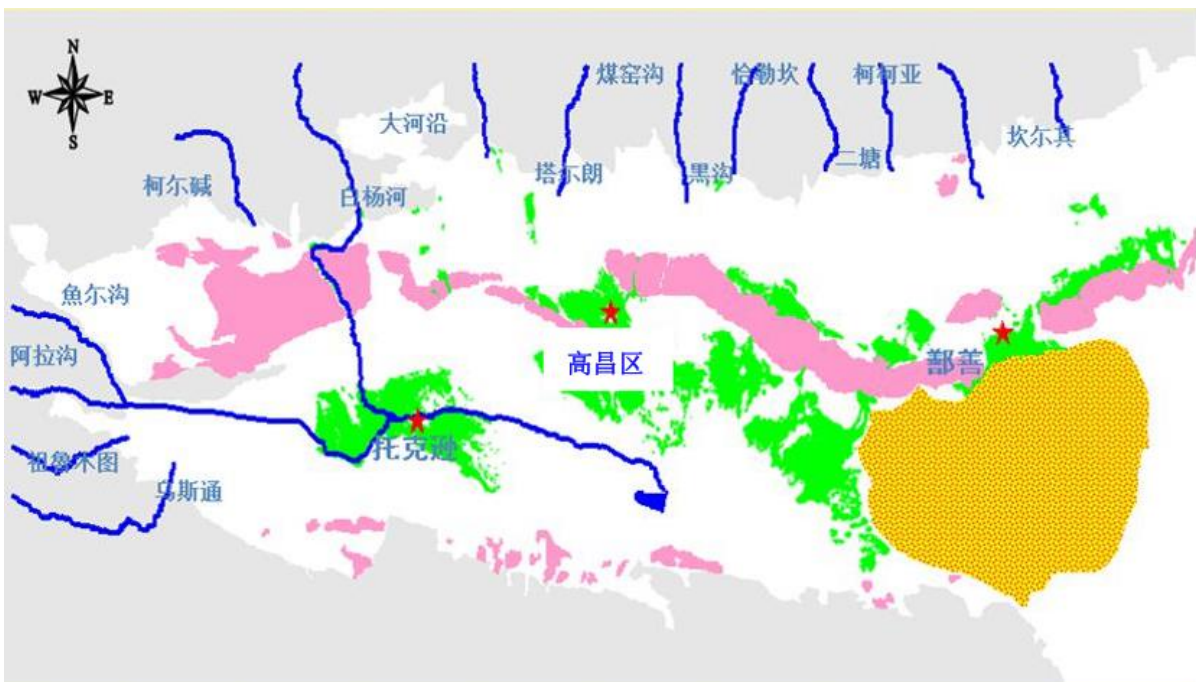 N
W E
S
煤窑沟
恰勒坎
柯柯亚
大河沿
坎尔其
塔尔朗
黑沟
二塘
柯尔碱
白杨河
鱼尔沟
阿拉沟
高昌区
鄯善
托克逊
祖鲁木图
乌斯通